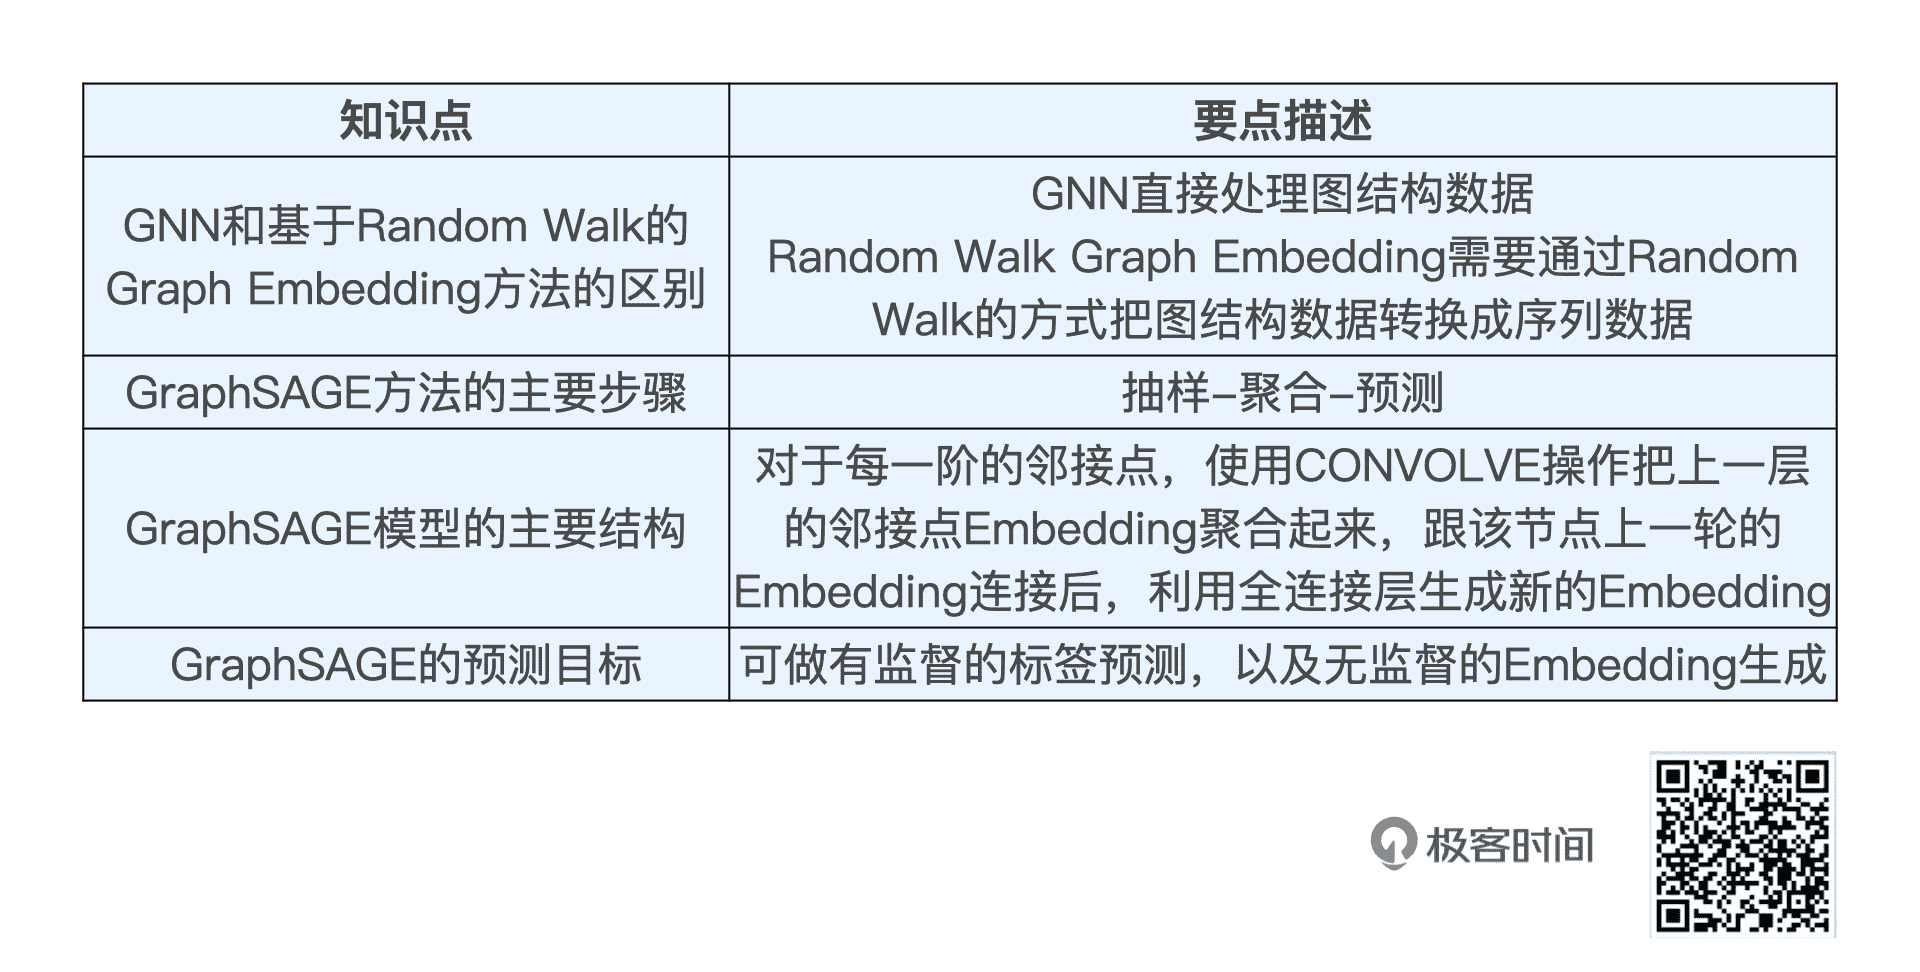 知识点
要点描述
GNN和基于Random Walk的
Graph Embedding方法的区别
GNN直接处理图结构数据
Random Walk Graph Embedding需要通过Random
Walk的方式把图结构数据转换成序列数据
GraphSAGE方法的主要步骤
抽样–聚合–预测
GraphSAGE模型的主要结构
对于每一阶的邻接点，使用CONVOLVE操作把上一层
的邻接点Embedding聚合起来，跟该节点上一轮的
Embedding连接后，利用全连接层生成新的Embedding
GraphSAGE的预测目标
可做有监督的标签预测，以及无监督的Embedding生成
极客时间